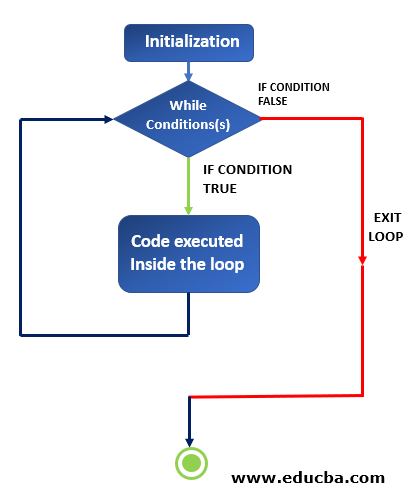 Initialization
While
Conditions(s)
IF CONDITION
FALSE
IF CONDITION
TRUE
EXIT
LOOP
Code executed
Inside the loop
www.educba.com